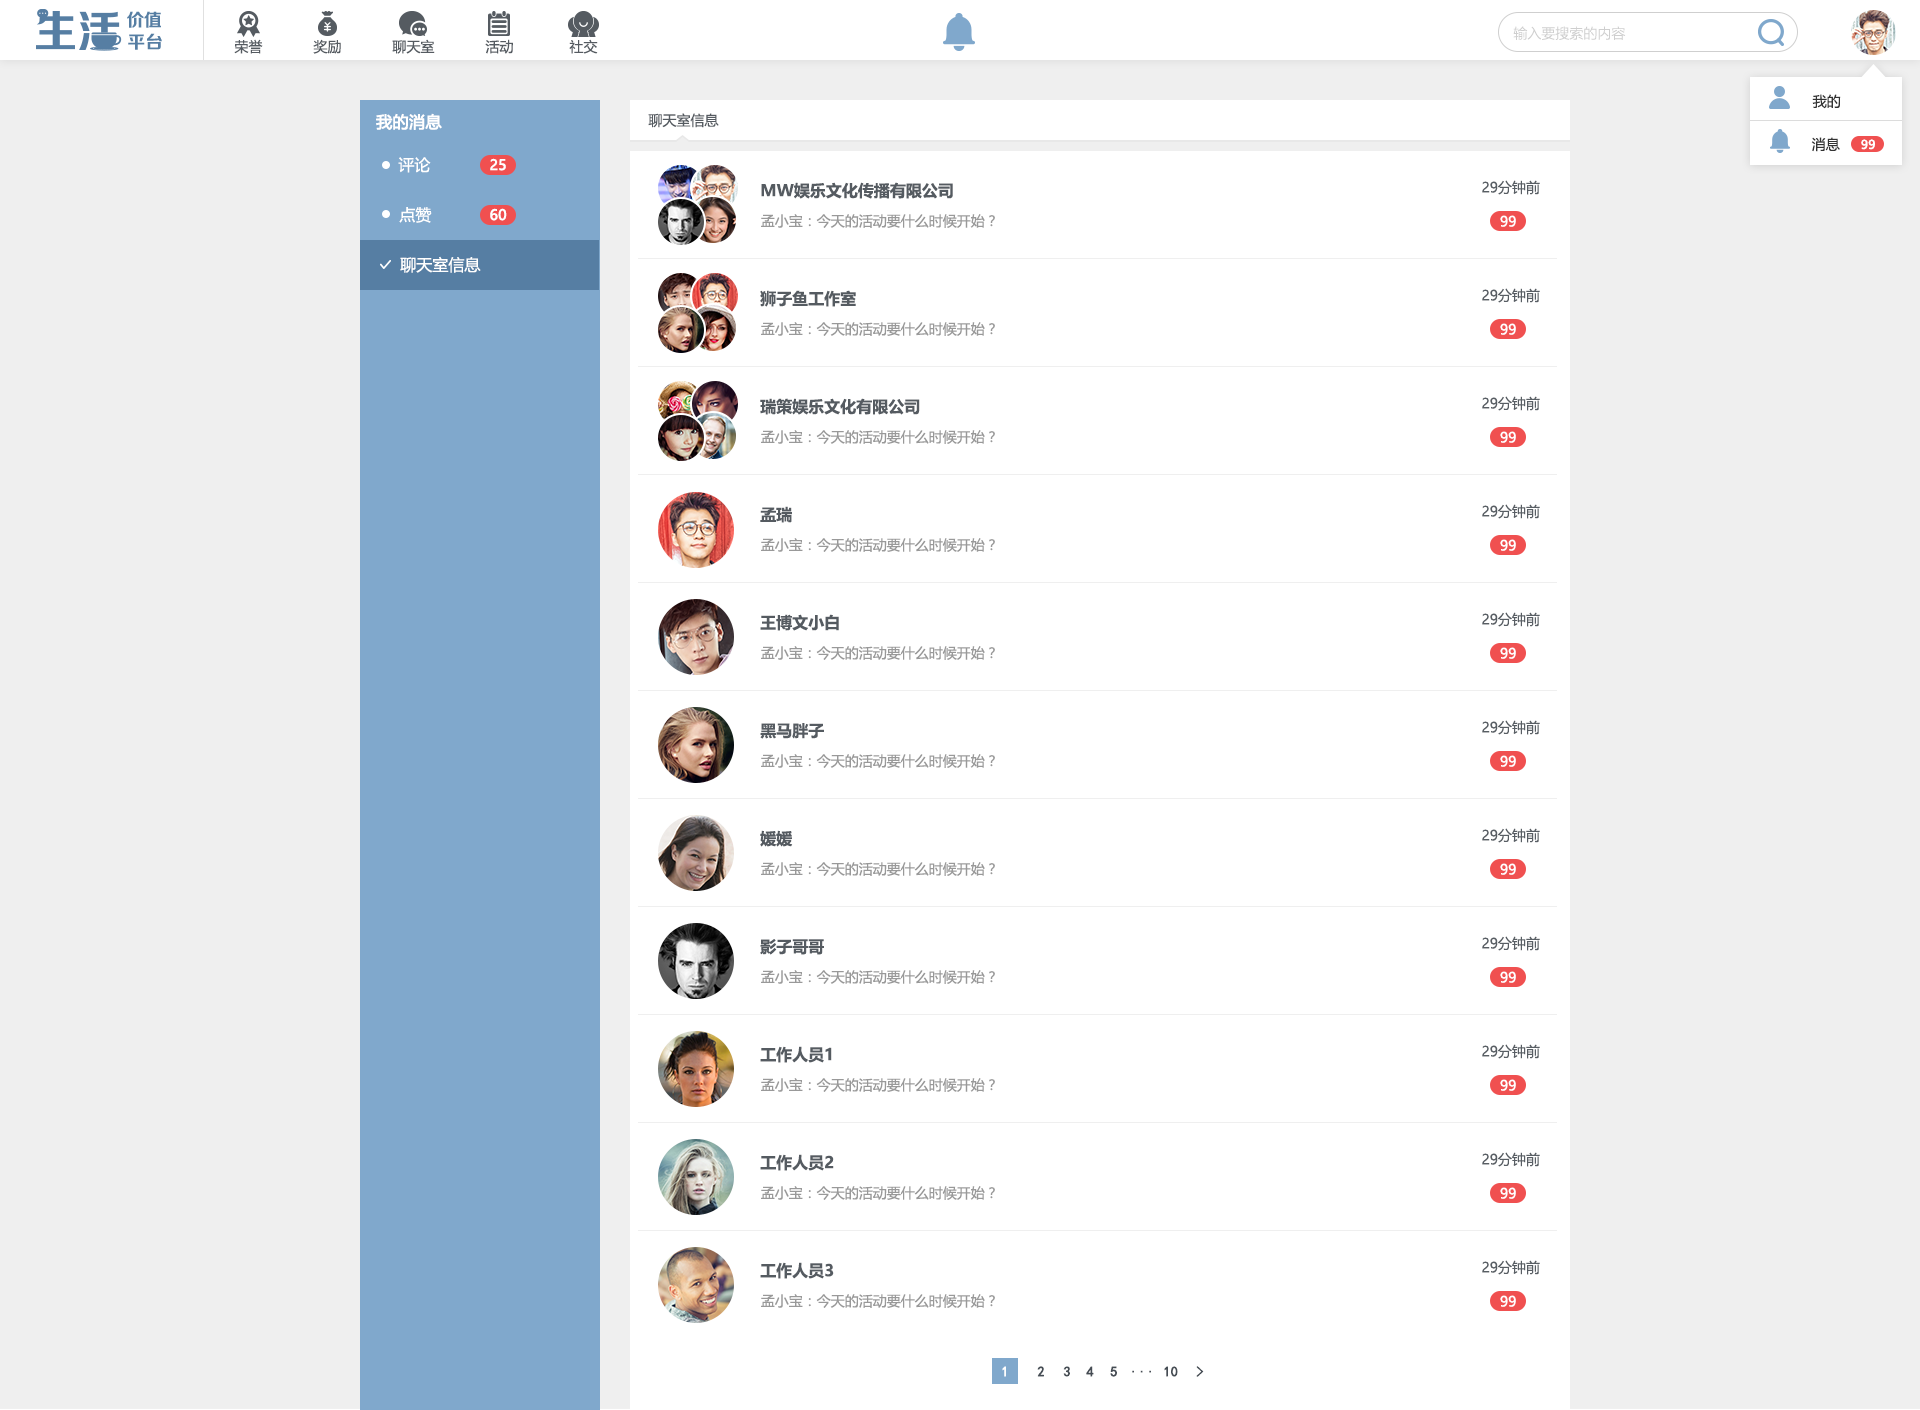 生活 价值平台
荣誉
奖励
聊天室
活动
社交
输入要搜索的内容
我的
消息 99
我的消息
评论 25
点赞 60
聊天室信息
聊天室信息
MW娱乐文化传播有限公司 29分钟前
孟小宝：今天的活动要什么时候开始？ 99
狮子鱼工作室 29分钟前
孟小宝：今天的活动要什么时候开始？ 99
瑞策娱乐文化有限公司 29分钟前
孟小宝：今天的活动要什么时候开始？ 99
孟瑞 29分钟前
孟小宝：今天的活动要什么时候开始？ 99
王博文小白 29分钟前
孟小宝：今天的活动要什么时候开始？ 99
黑马胖子 29分钟前
孟小宝：今天的活动要什么时候开始？ 99
媛媛 29分钟前
孟小宝：今天的活动要什么时候开始？ 99
影子哥哥 29分钟前
孟小宝：今天的活动要什么时候开始？ 99
工作人员1 29分钟前
孟小宝：今天的活动要什么时候开始？ 99
工作人员2 29分钟前
孟小宝：今天的活动要什么时候开始？ 99
工作人员3 29分钟前
孟小宝：今天的活动要什么时候开始？ 99
1 2 3 4 5 ··· 10 >